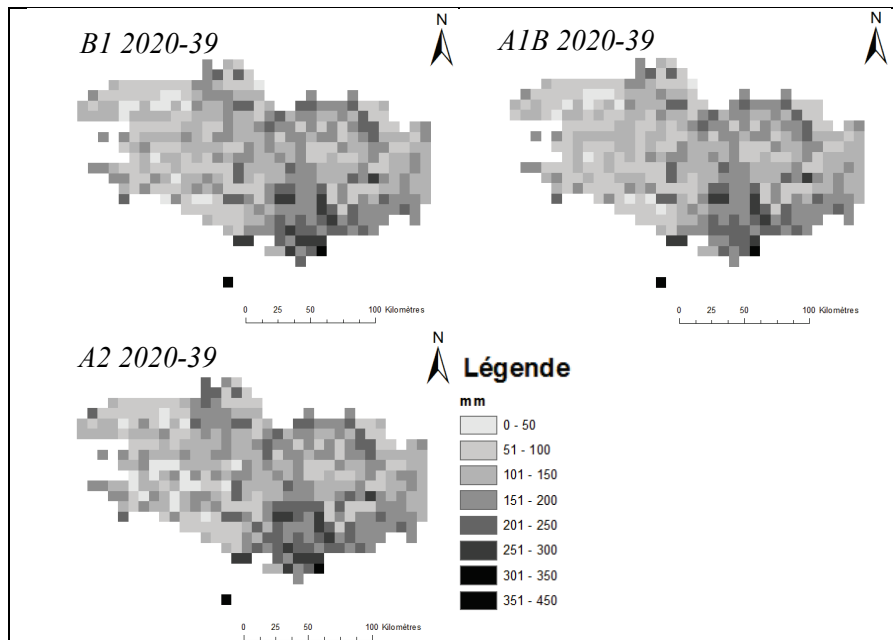 B1 2020-39
N
A1B 2020-39
N
0 25 50 100 Kilomètres
0 25 50 100 Kilomètres
A2 2020-39
N
Légende
mm
0 - 50
51 - 100
101 - 150
151 - 200
201 - 250
251 - 300
301 - 350
351 - 450
0 25 50 100 Kilomètres